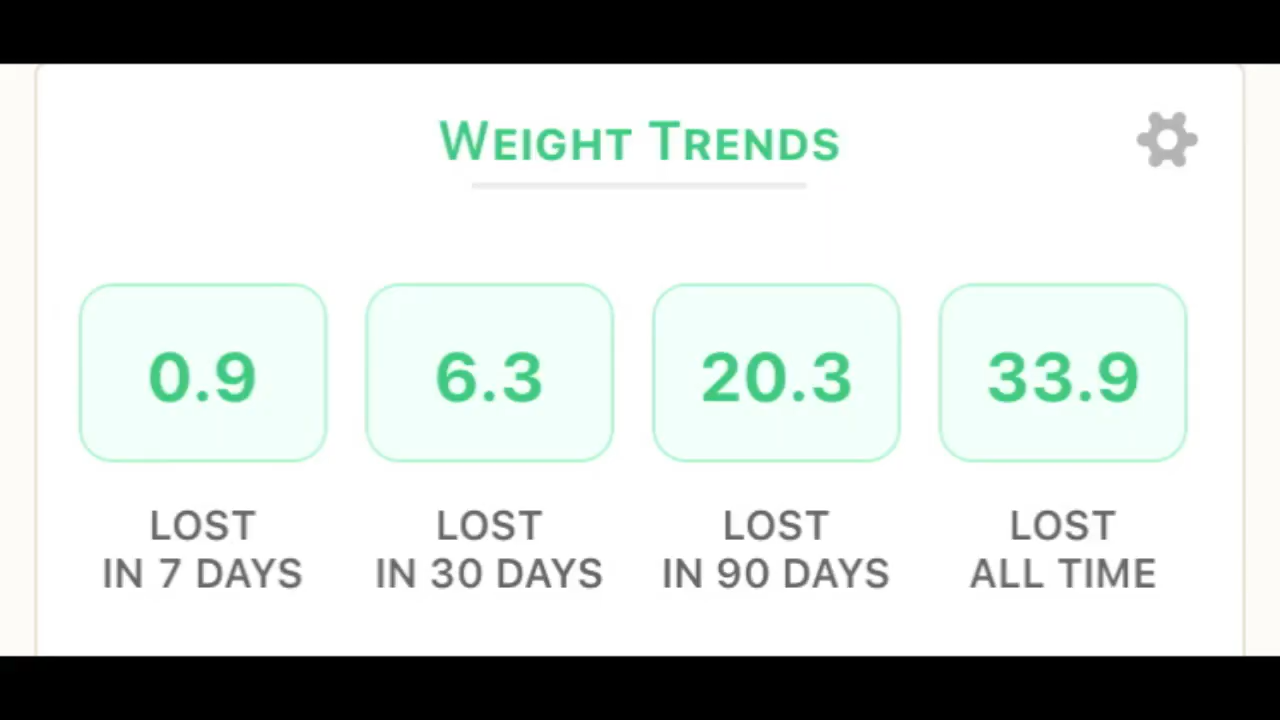 Weight Trends
0.9 6.3 20.3 33.9
LOST LOST LOST LOST
IN 7 DAYS IN 30 DAYS IN 90 DAYS ALL TIME